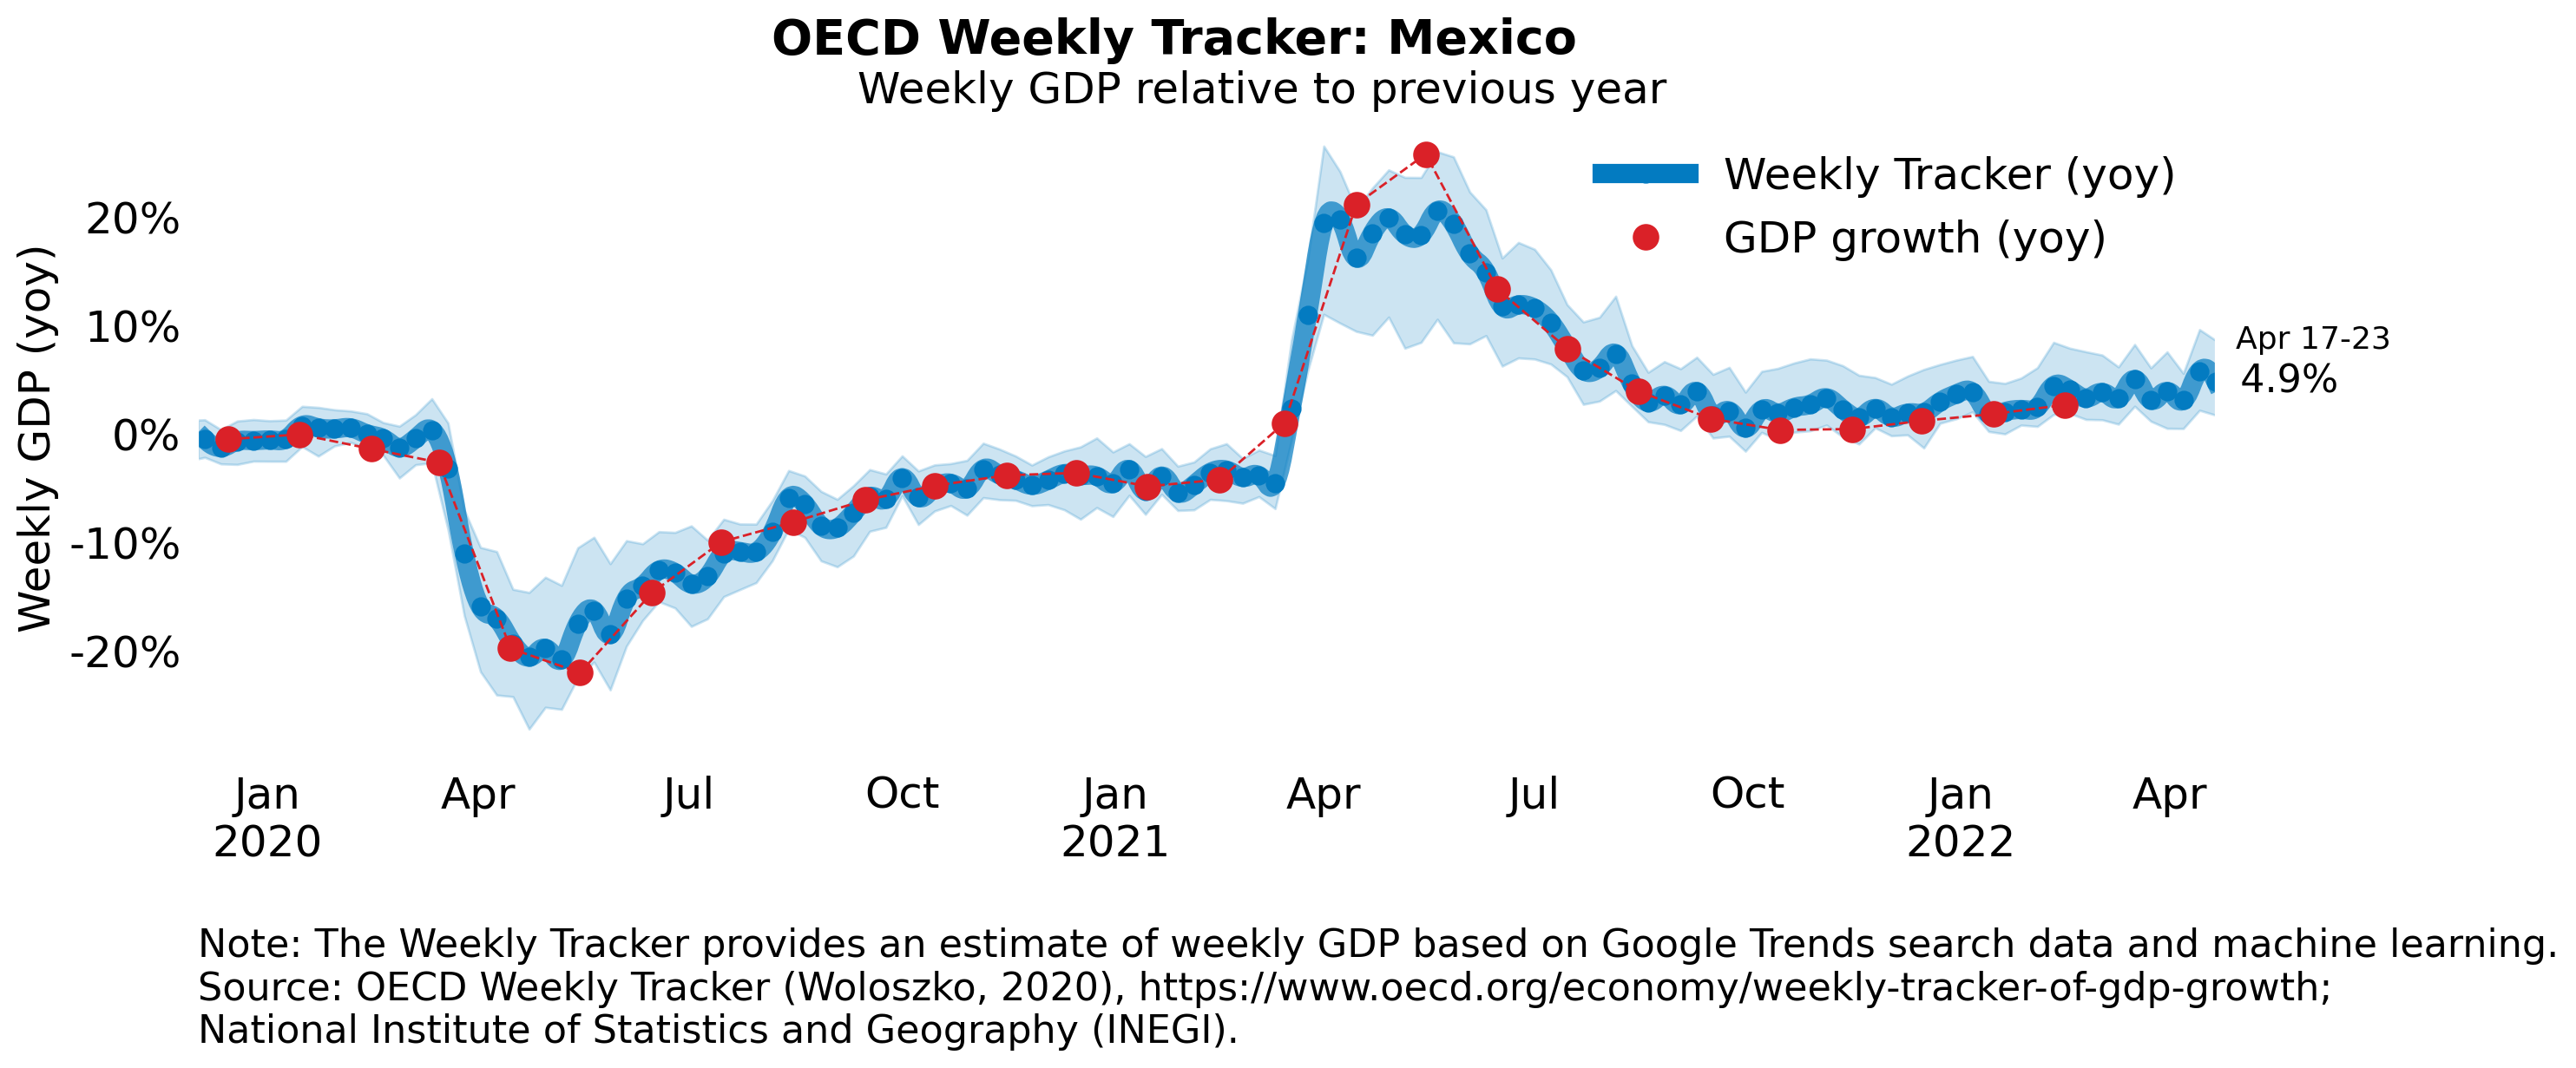 OECD Weekly Tracker: Mexico
Weekly GDP relative to previous year
Weekly Tracker (yoy)
GDP growth (yoy)
Weekly GDP (yoy)
20%
10%
0%
-10%
-20%
Apr 17-23
4.9%
Jan Apr Jul Oct Jan Apr Jul Oct Jan Apr
2020 2021 2022
Note: The Weekly Tracker provides an estimate of weekly GDP based on Google Trends search data and machine learning.
Source: OECD Weekly Tracker (Woloszko, 2020), https://www.oecd.org/economy/weekly-tracker-of-gdp-growth;
National Institute of Statistics and Geography (INEGI).